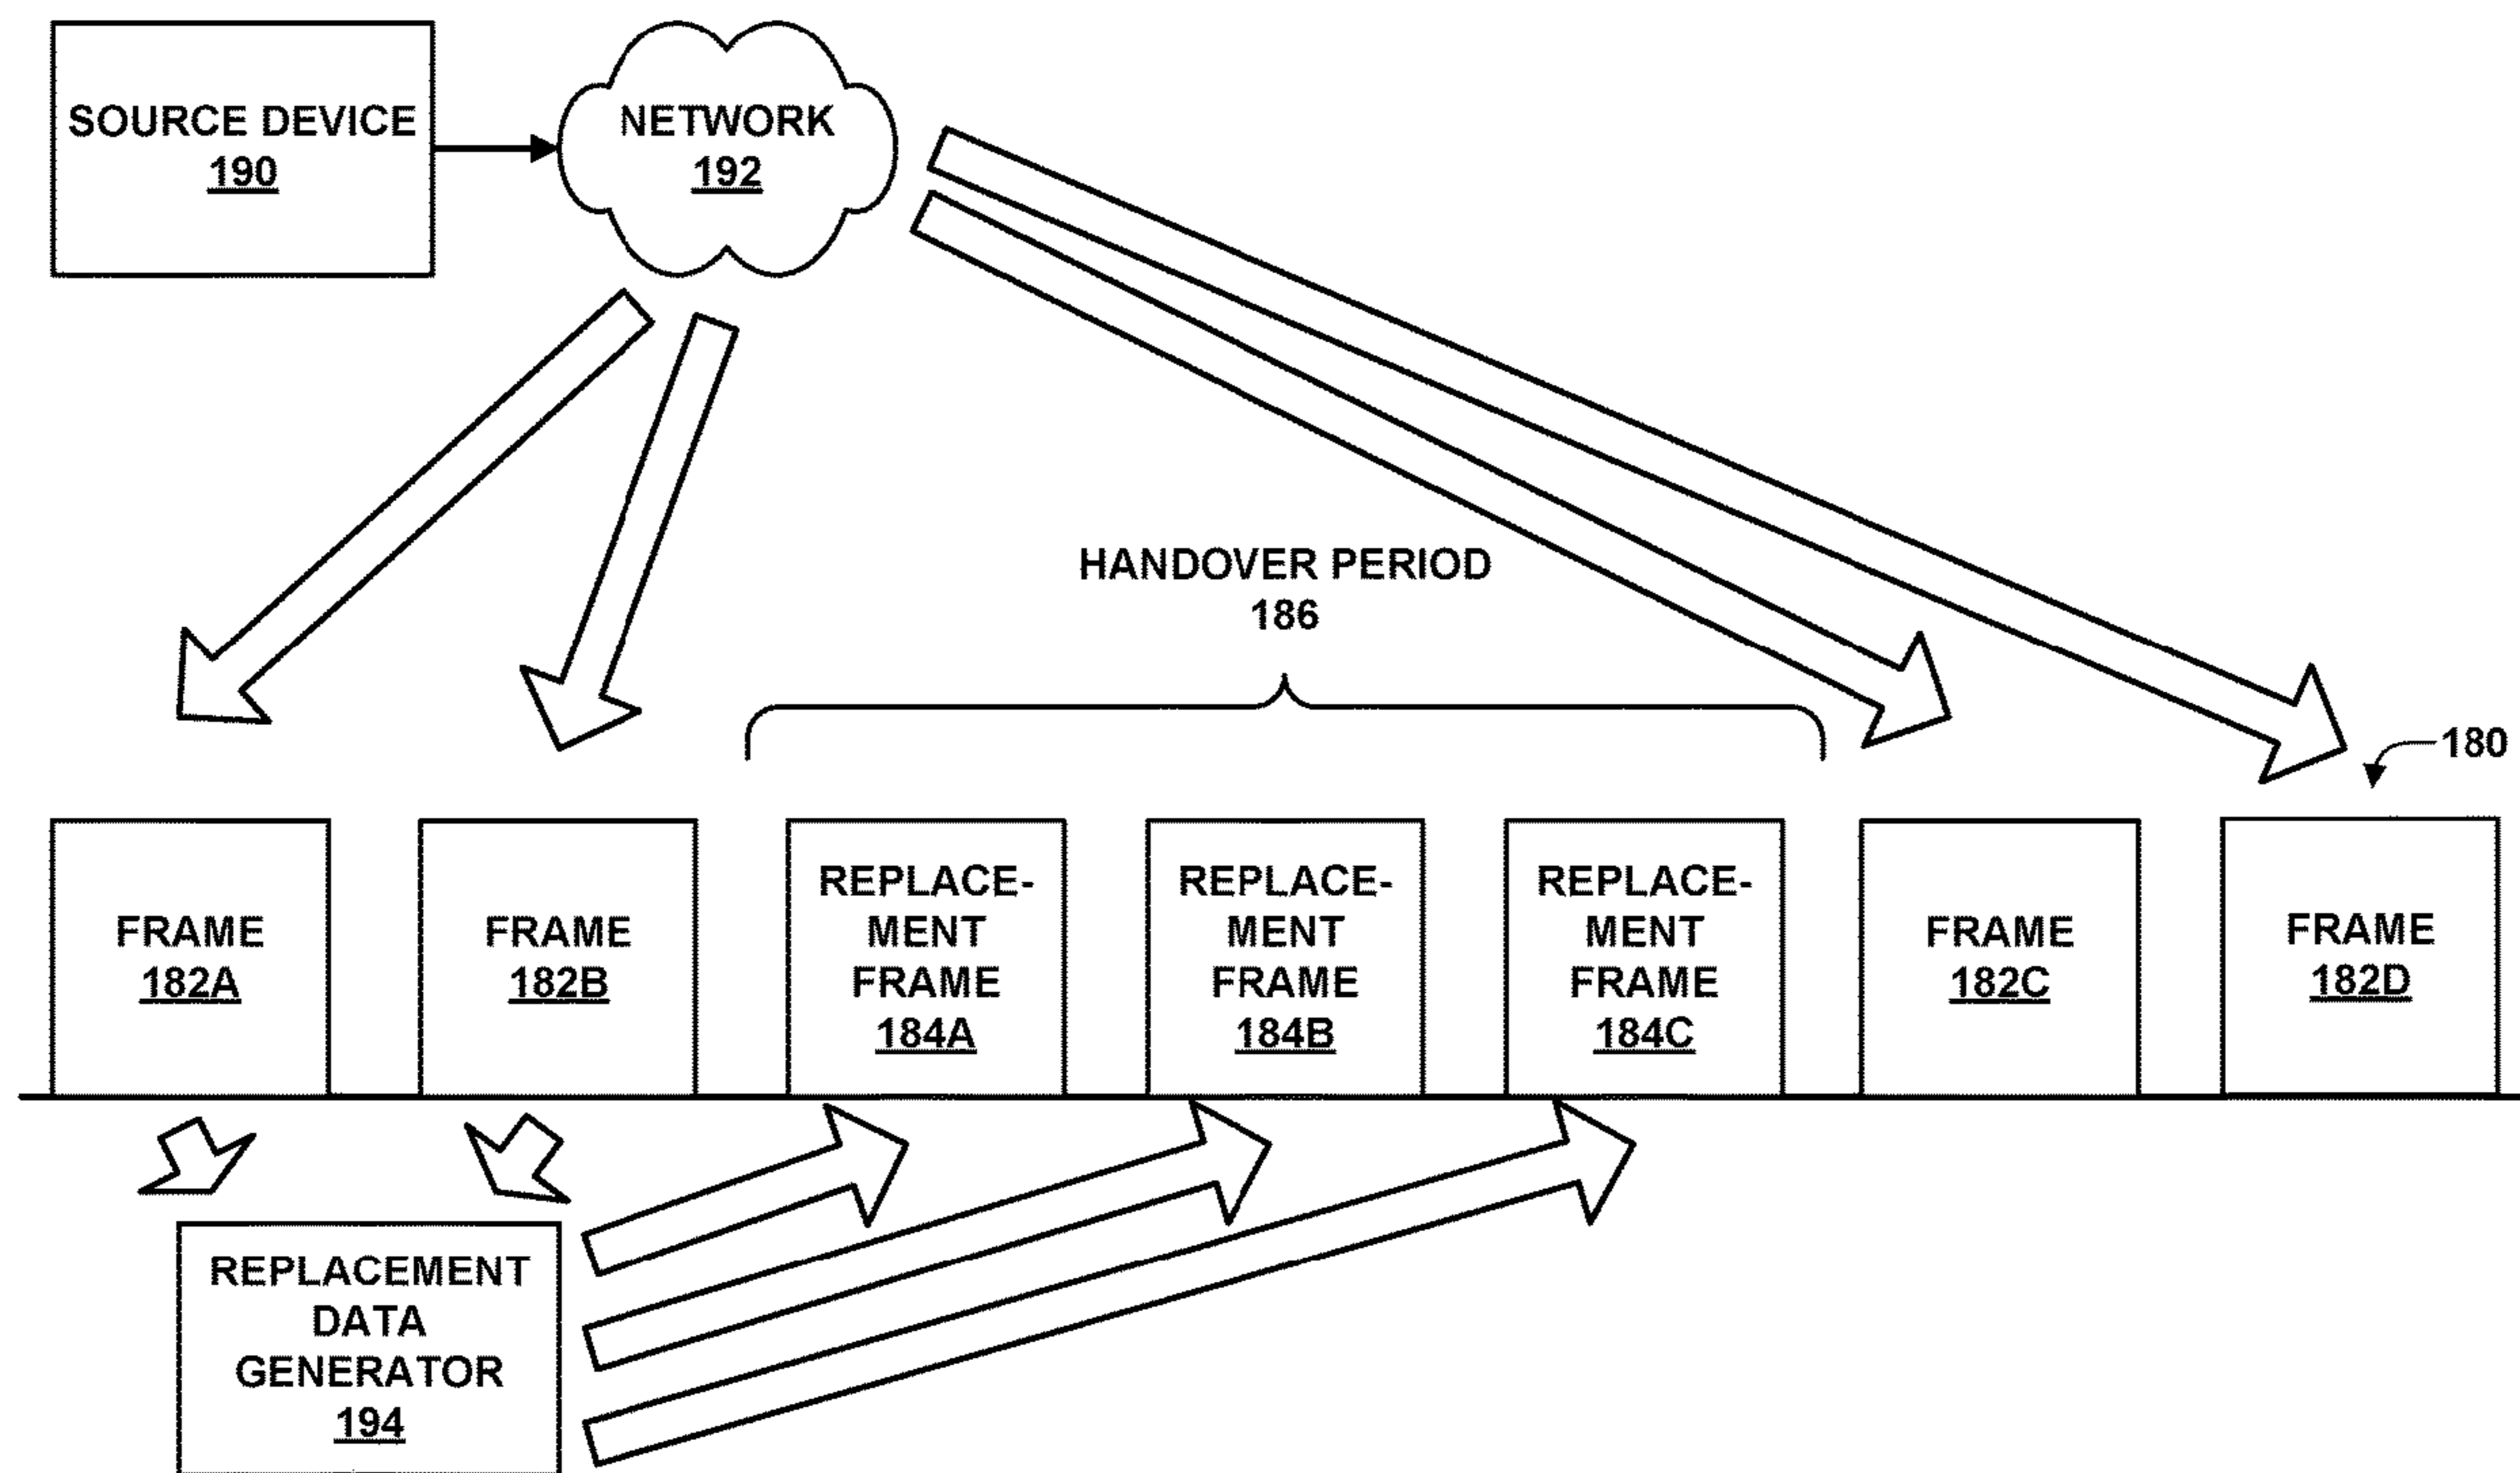 SOURCE DEVICE
190
NETWORK
192
HANDOVER PERIOD
186
180
FRAME
182A
FRAME
182B
REPLACE-
MENT
FRAME
184A
REPLACE-
MENT
FRAME
184B
REPLACE-
MENT
FRAME
184C
FRAME
182C
FRAME
182D
REPLACEMENT
DATA
GENERATOR
194